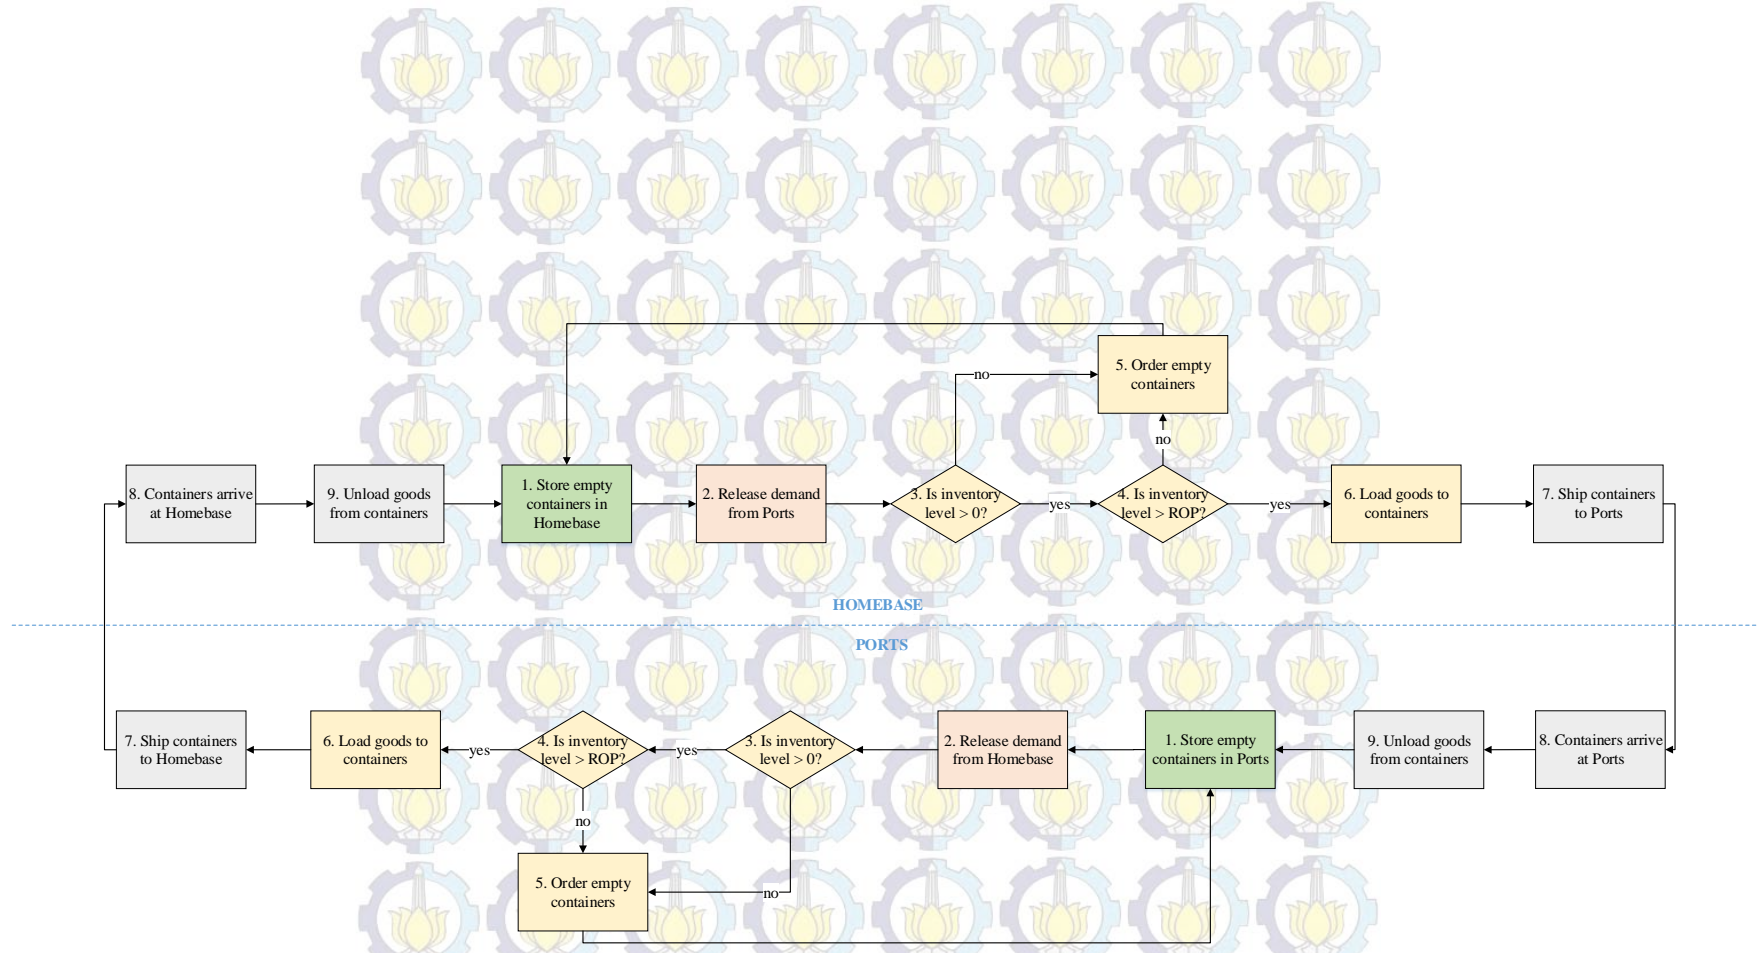 5. Order empty
containers
no
no
8. Containers arrive
at Homebase
9. Unload goods
from containers
1. Store empty
containers in
Homebase
2. Release demand
from Ports
3. Is inventory
level > 0?
yes
4. Is inventory
level > ROP?
yes
6. Load goods to
containers
7. Ship containers
to Ports
HOMEBASE
PORTS
7. Ship containers
to Homebase
6. Load goods to
containers
yes
4. Is inventory
level > ROP?
yes
3. Is inventory
level > 0?
2. Release demand
from Homebase
1. Store empty
containers in Ports
9. Unload goods
from containers
8. Containers arrive
at Ports
no
5. Order empty
containers
no